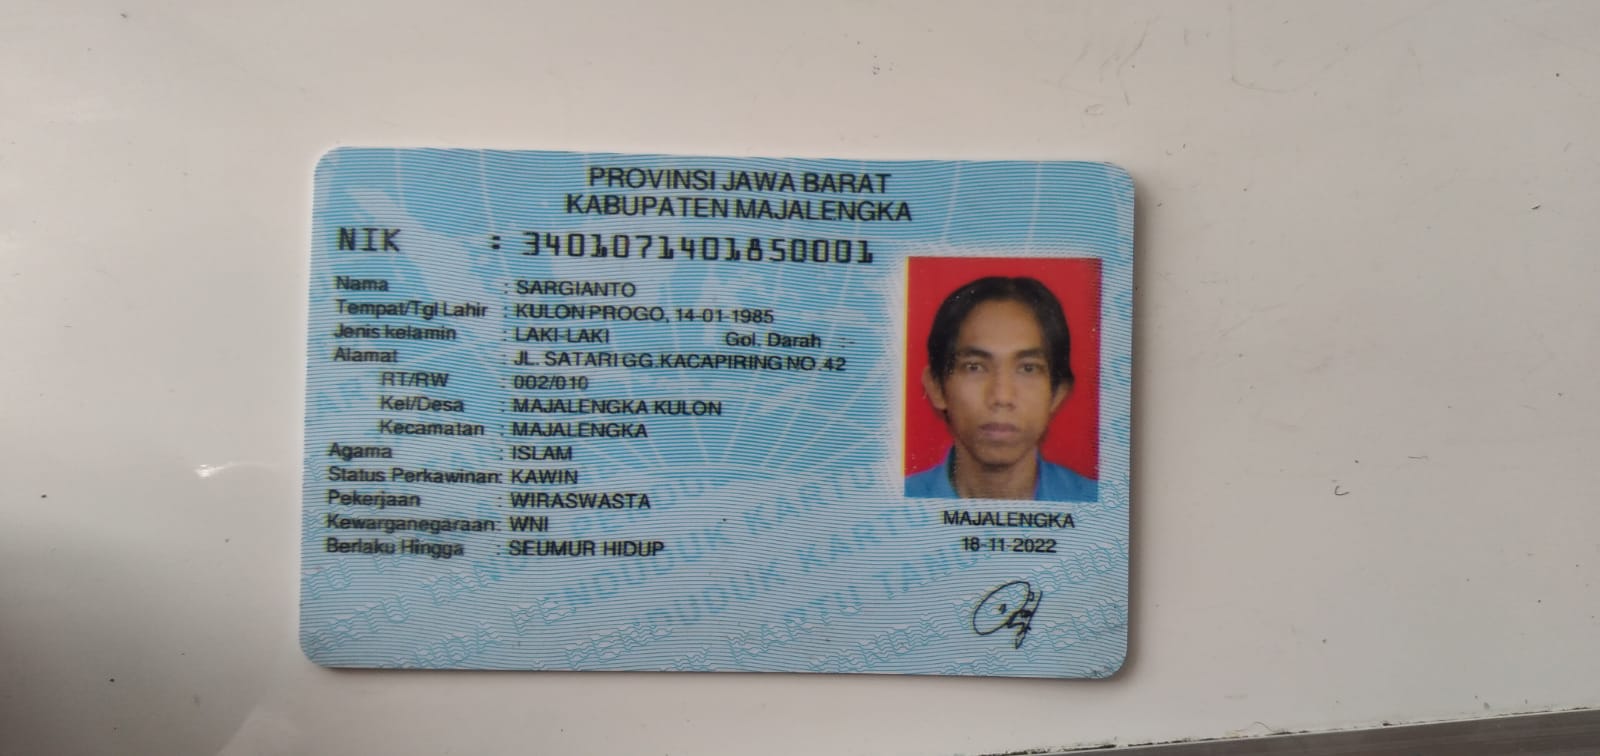 PROVINSI JAWA BARAT
KABUPATEN MAJALENGKA
NIK : 3401071401850001
Nama : SARGIANTO
Tempat/Tgl Lahir : KULON PROGO, 14-01-1985
Jenis kelamin : LAKI-LAKI Gol. Darah :-
Alamat : JL. SATARI GG.KACAPIRING NO.42
RT/RW : 002/010
Kel/Desa : MAJALENGKA KULON
Kecamatan : MAJALENGKA
Agama : ISLAM
Status Perkawinan: KAWIN
Pekerjaan : WIRASWASTA
Kewarganegaraan: WNI
Berlaku Hingga : SEUMUR HIDUP
MAJALENGKA
18-11-2022